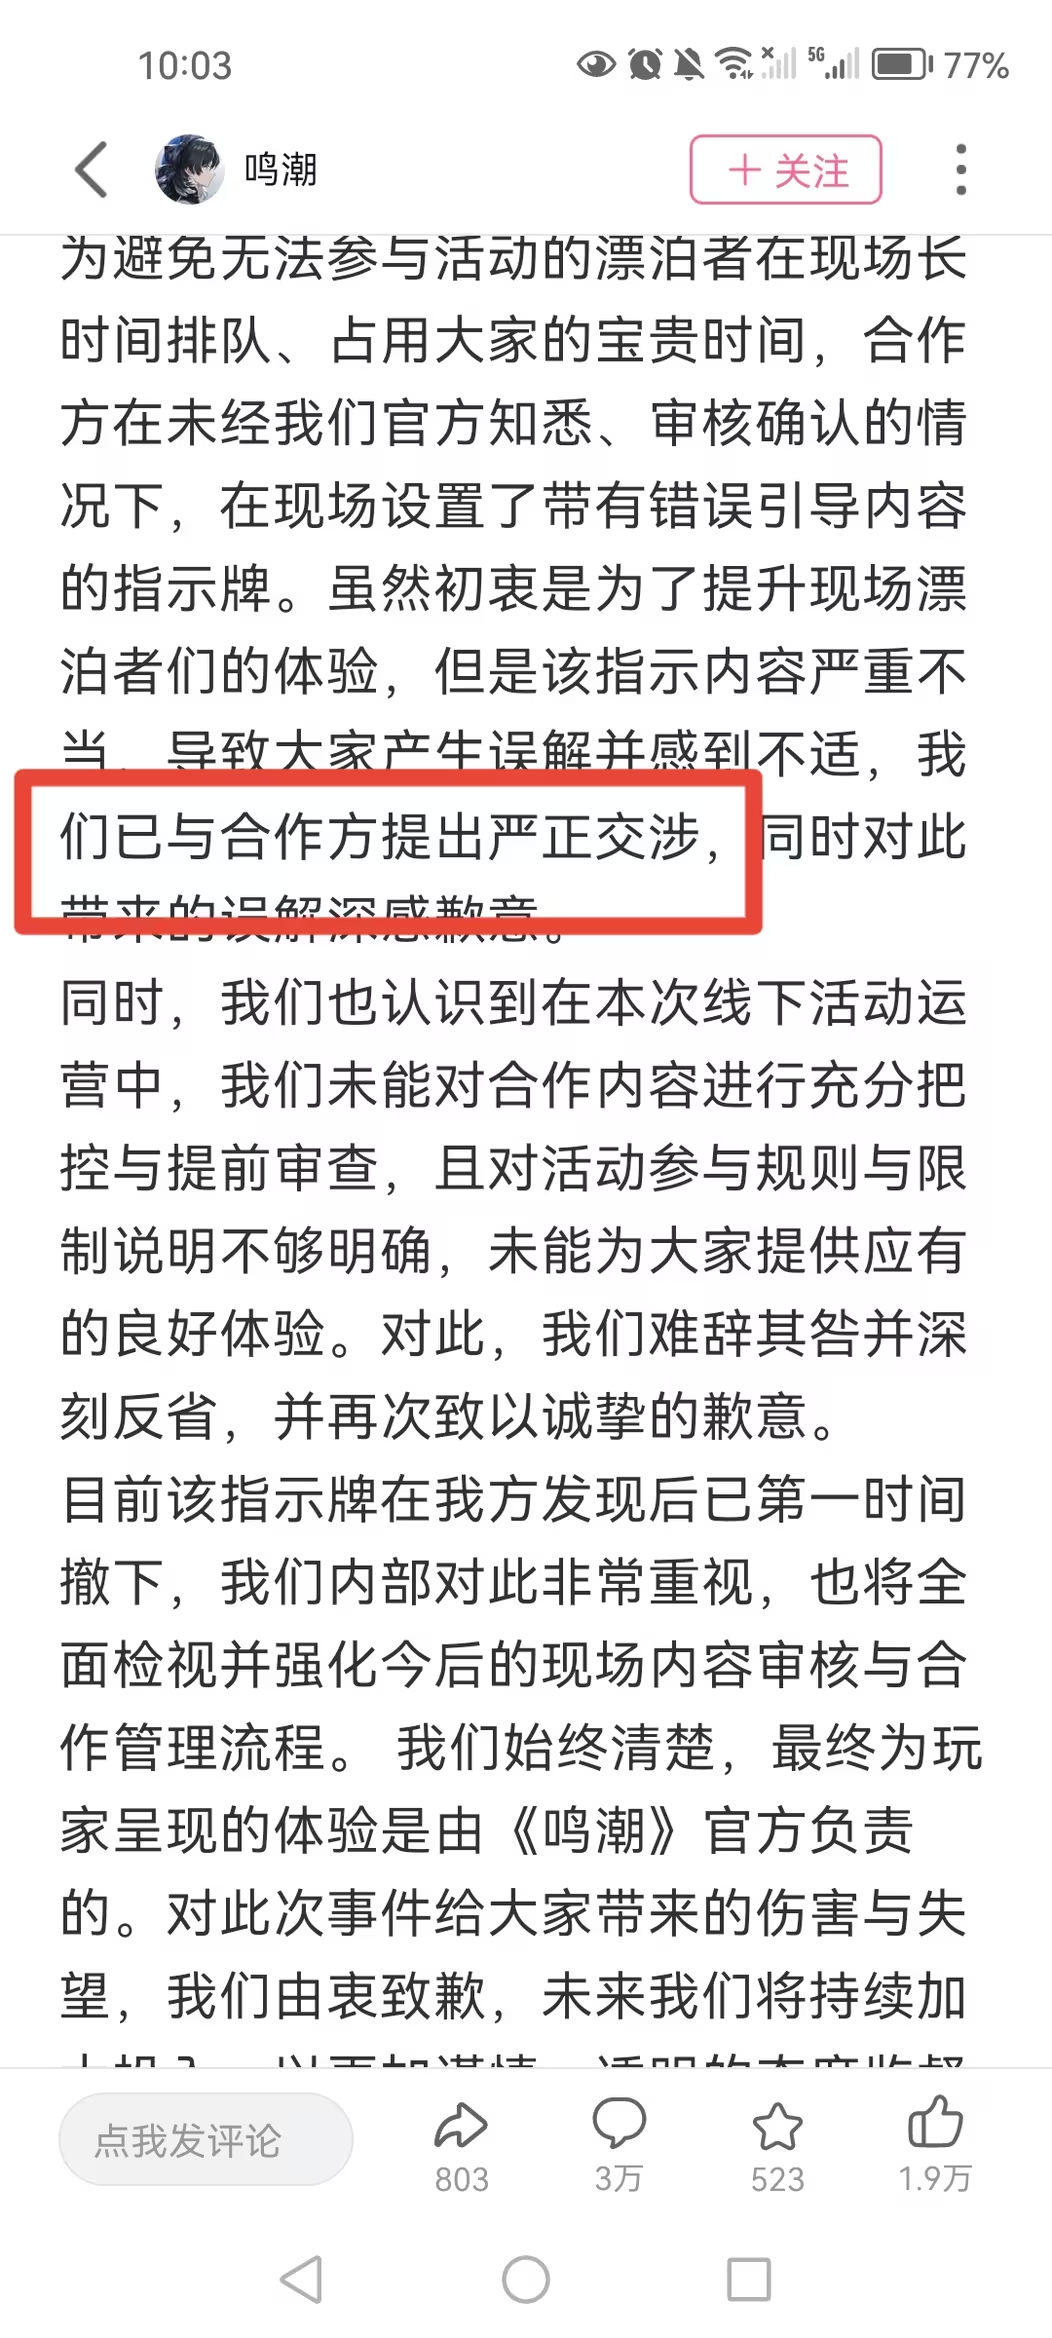 10:03
5G
77%
鸣潮
+ 关注
为避免无法参与活动的漂泊者在现场长
时间排队、占用大家的宝贵时间，合作
方在未经我们官方知悉、审核确认的情
况下，在现场设置了带有错误引导内容
的指示牌。虽然初衷是为了提升现场漂
泊者们的体验，但是该指示内容严重不
当，导致大家产生误解并感到不适，我
们已与合作方提出严正交涉，同时对此
带来的误解深感歉意。
同时，我们也认识到在本次线下活动运
营中，我们未能对合作内容进行充分把
控与提前审查，且对活动参与规则与限
制说明不够明确，未能为大家提供应有
的良好体验。对此，我们难辞其咎并深
刻反省，并再次致以诚挚的歉意。
目前该指示牌在我方发现后已第一时间
撤下，我们内部对此非常重视，也将全
面检视并强化今后的现场内容审核与合
作管理流程。 我们始终清楚，最终为玩
家呈现的体验是由《鸣潮》官方负责
的。对此次事件给大家带来的伤害与失
望，我们由衷致歉，未来我们将持续加
点我发评论
803
3万
523
1.9万